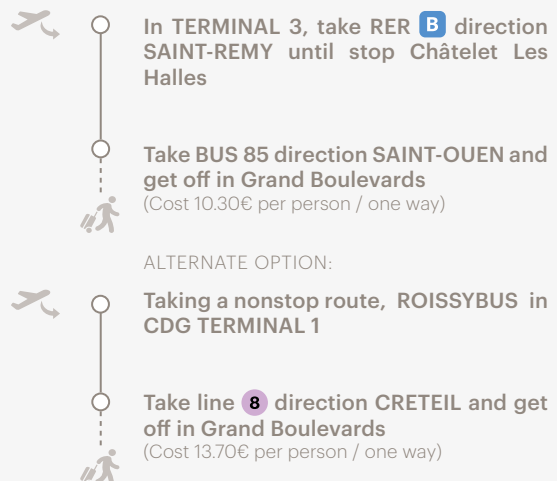 In TERMINAL 3, take RER B direction
SAINT-REMY until stop Châtelet Les
Halles
Take BUS 85 direction SAINT-OUEN and
get off in Grand Boulevards
(Cost 10.30€ per person / one way)
ALTERNATE OPTION:
Taking a nonstop route, ROISSYBUS in
CDG TERMINAL 1
Take line 8 direction CRETEIL and get
off in Grand Boulevards
(Cost 13.70€ per person / one way)